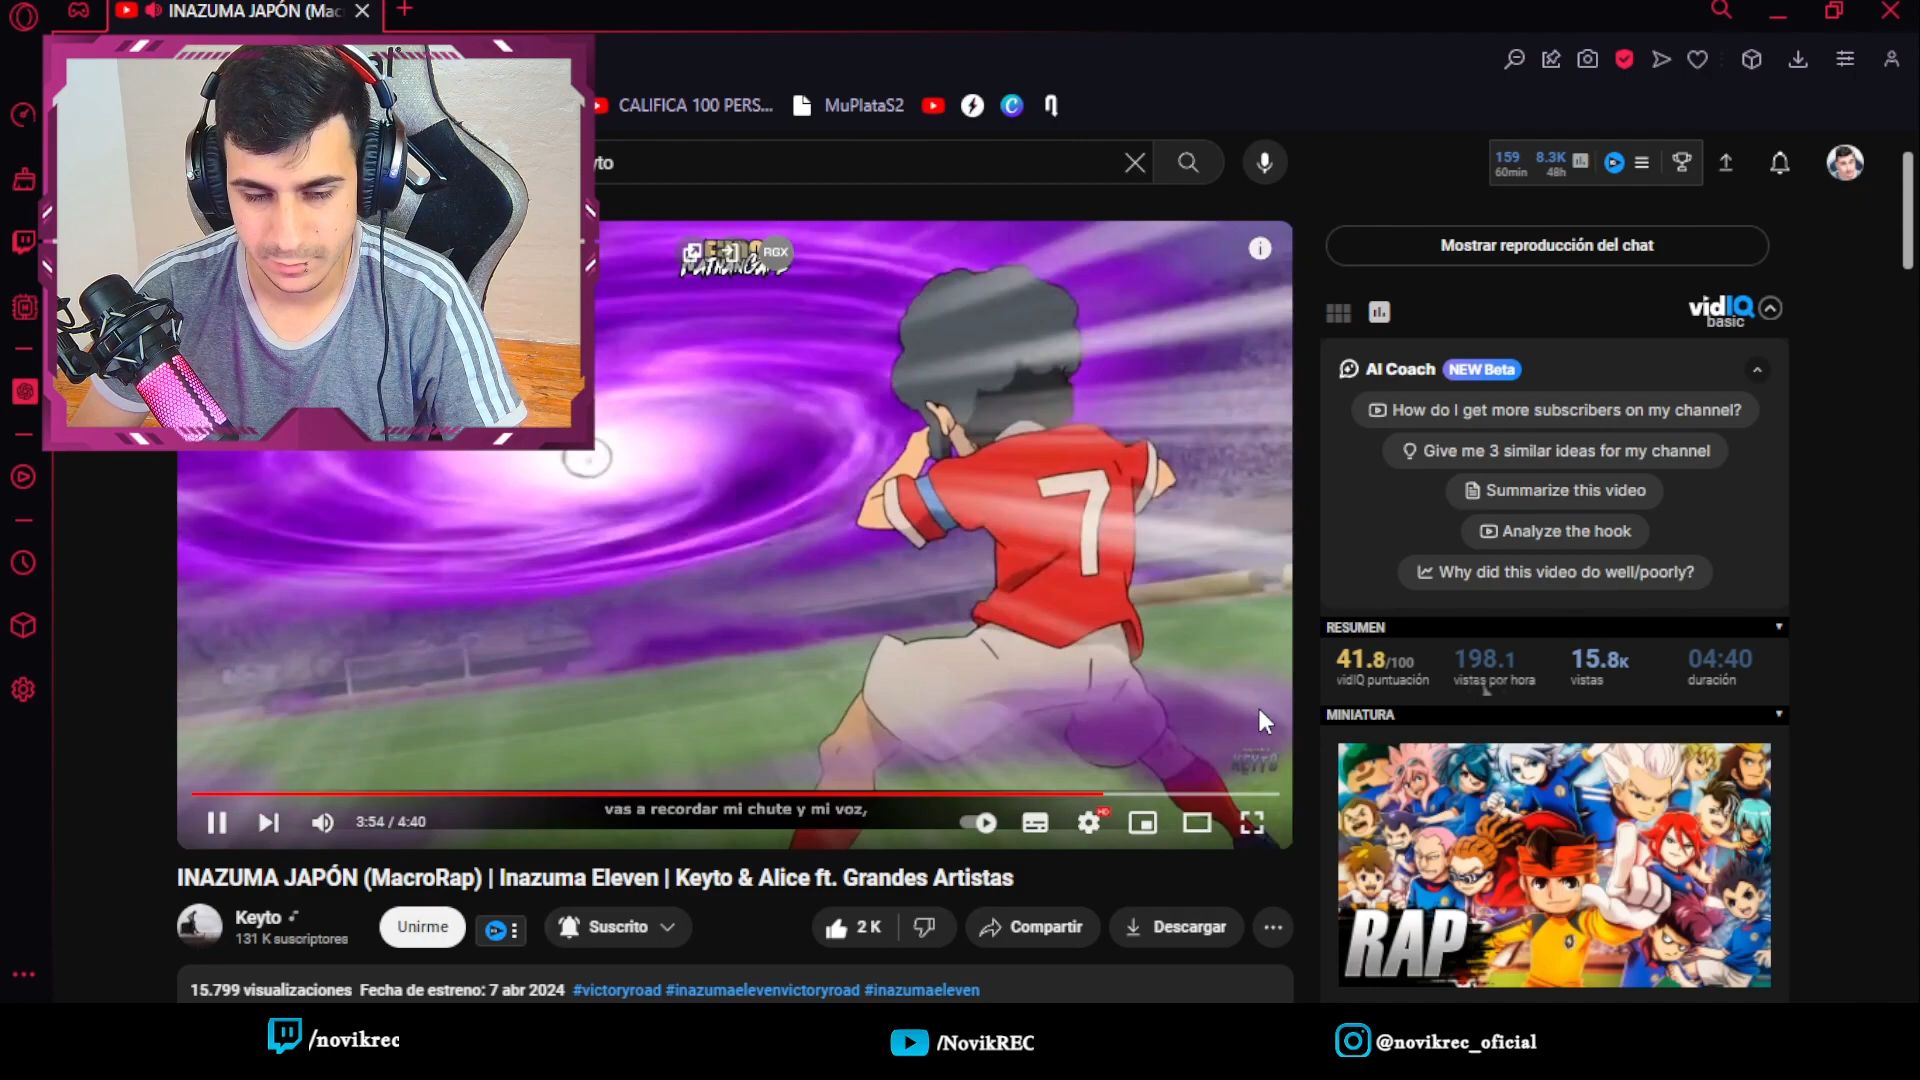 INAZUMA JAPÓN (Mac
CALIFICA 100 PERS...
MuPlataS2
yto
159
60min
8.3K
48h
RGX
7
KEYTO
vas a recordar mi chute y mi voz,
3:54 / 4:40
HD
INAZUMA JAPÓN (MacroRap) | Inazuma Eleven | Keyto & Alice ft. Grandes Artistas
Keyto
131 K suscriptores
Unirme
Suscrito
2 K
Compartir
Descargar
15.799 visualizaciones Fecha de estreno: 7 abr 2024 #victoryroad #inazumaelevenvictoryroad #inazumaeleven
Mostrar reproducción del chat
vidIQ
basic
AI Coach NEW Beta
How do I get more subscribers on my channel?
Give me 3 similar ideas for my channel
Summarize this video
Analyze the hook
Why did this video do well/poorly?
RESUMEN
41.8/100
vidIQ puntuación
198.1
vistas por hora
15.8K
vistas
04:40
duración
MINIATURA
RAP
/novikrec
/NovikREC
@novikrec_oficial